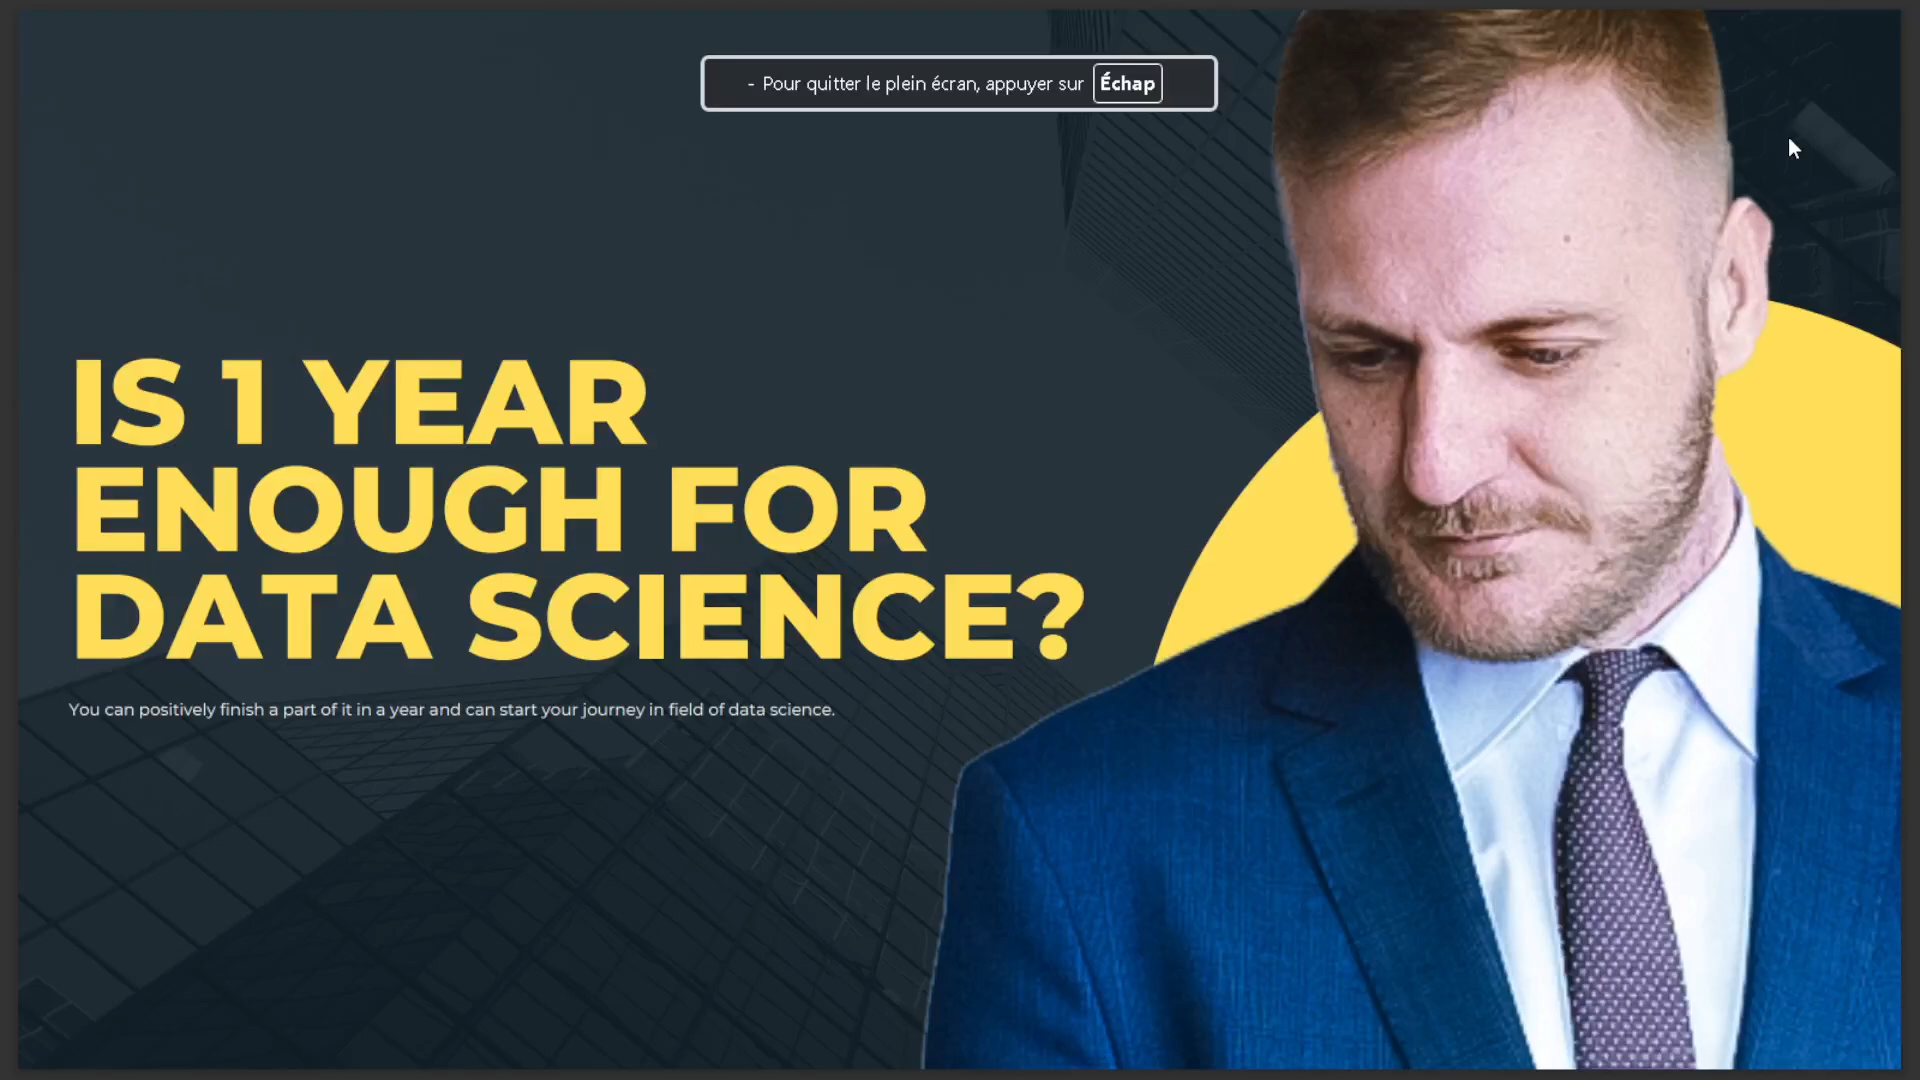 - Pour quitter le plein écran, appuyer sur Échap
IS 1 YEAR
ENOUGH FOR
DATA SCIENCE?
You can positively finish a part of it in a year and can start your journey in field of data science.